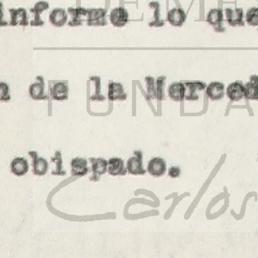 informe lo que
n de la Merced
obispado.
FUNDA
Carlos